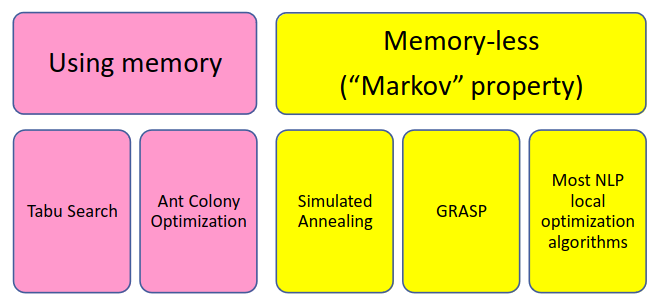 Using memory
Memory-less
(“Markov” property)
Tabu Search
Ant Colony
Optimization
Simulated
Annealing
GRASP
Most NLP
local
optimization
algorithms